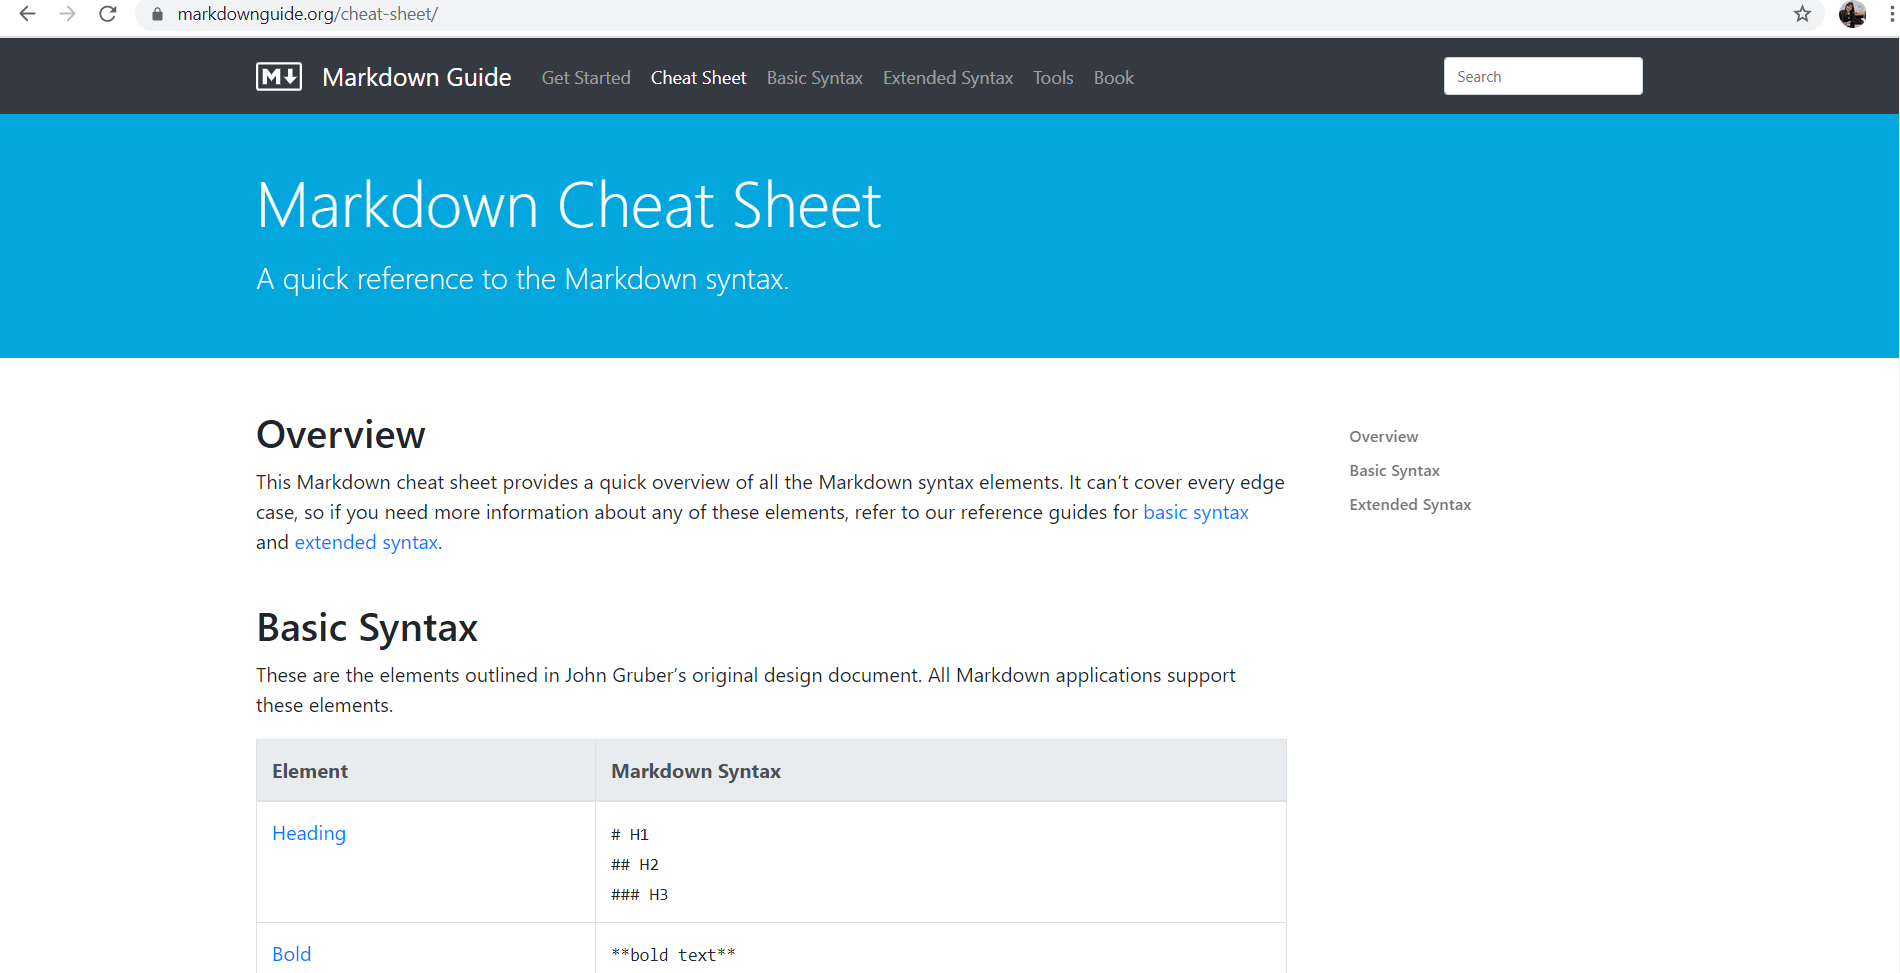 markdownguide.org/cheat-sheet/
M Markdown Guide Get Started Cheat Sheet Basic Syntax Extended Syntax Tools Book Search
Markdown Cheat Sheet
A quick reference to the Markdown syntax.
Overview
This Markdown cheat sheet provides a quick overview of all the Markdown syntax elements. It can’t cover every edge
case, so if you need more information about any of these elements, refer to our reference guides for basic syntax
and extended syntax.
Overview
Basic Syntax
Extended Syntax
Basic Syntax
These are the elements outlined in John Gruber’s original design document. All Markdown applications support
these elements.
Element Markdown Syntax
Heading # H1
## H2
### H3
Bold **bold text**